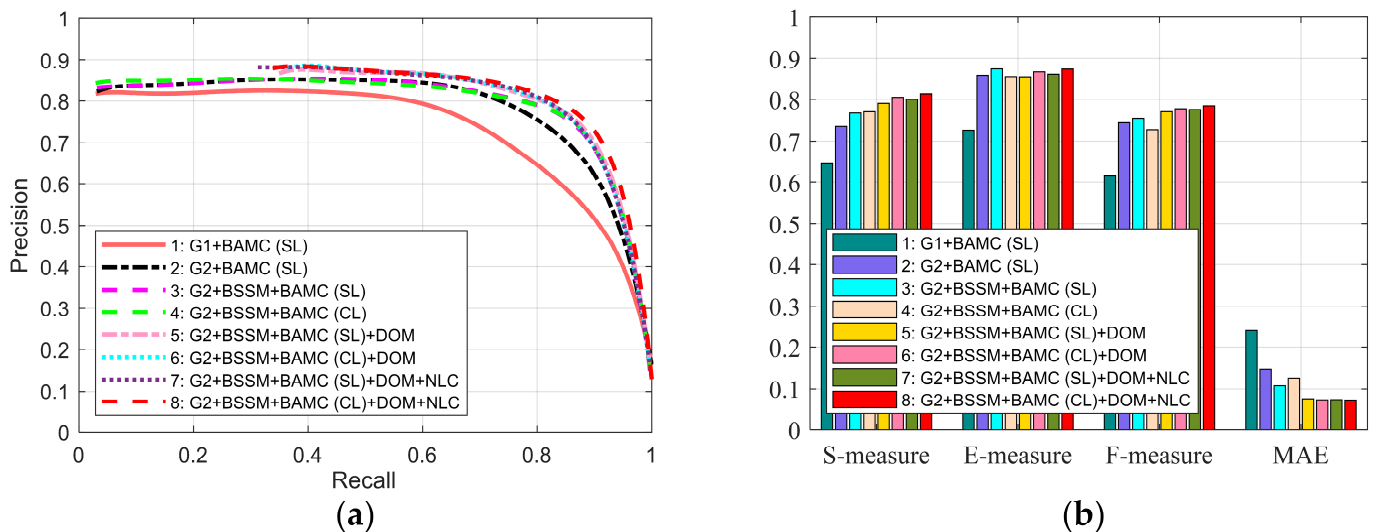 1
0.9
0.8
0.7
0.6
0.5
0.4
0.3
0.2
0.1
0
Precision
1: G1+BAMC (SL)
2: G2+BAMC (SL)
3: G2+BSSM+BAMC (SL)
4: G2+BSSM+BAMC (CL)
5: G2+BSSM+BAMC (SL)+DOM
6: G2+BSSM+BAMC (CL)+DOM
7: G2+BSSM+BAMC (SL)+DOM+NLC
8: G2+BSSM+BAMC (CL)+DOM+NLC
0 0.2 0.4 0.6 0.8 1
Recall
(a)
1
0.9
0.8
0.7
0.6
0.5
0.4
0.3
0.2
0.1
0
1: G1+BAMC (SL)
2: G2+BAMC (SL)
3: G2+BSSM+BAMC (SL)
4: G2+BSSM+BAMC (CL)
5: G2+BSSM+BAMC (SL)+DOM
6: G2+BSSM+BAMC (CL)+DOM
7: G2+BSSM+BAMC (SL)+DOM+NLC
8: G2+BSSM+BAMC (CL)+DOM+NLC
S-measure E-measure F-measure MAE
(b)